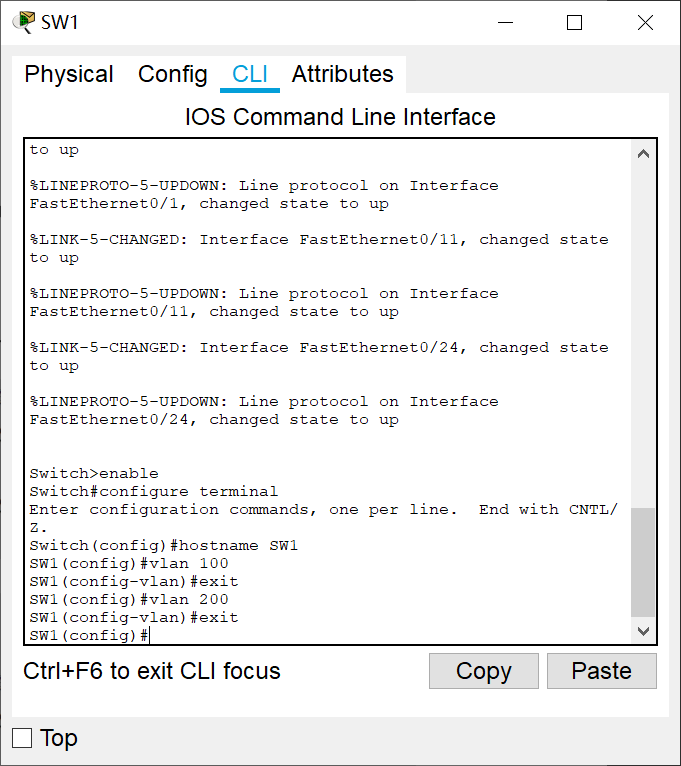 SW1
Physical Config CLI Attributes
IOS Command Line Interface
to up
%LINEPROTO-5-UPDOWN: Line protocol on Interface
FastEthernet0/1, changed state to up
%LINK-5-CHANGED: Interface FastEthernet0/11, changed state
to up
%LINEPROTO-5-UPDOWN: Line protocol on Interface
FastEthernet0/11, changed state to up
%LINK-5-CHANGED: Interface FastEthernet0/24, changed state
to up
%LINEPROTO-5-UPDOWN: Line protocol on Interface
FastEthernet0/24, changed state to up
Switch>enable
Switch#configure terminal
Enter configuration commands, one per line.  End with CNTL/
Z.
Switch(config)#hostname SW1
SW1(config)#vlan 100
SW1(config-vlan)#exit
SW1(config)#vlan 200
SW1(config-vlan)#exit
SW1(config)#
Ctrl+F6 to exit CLI focus Copy Paste
Top